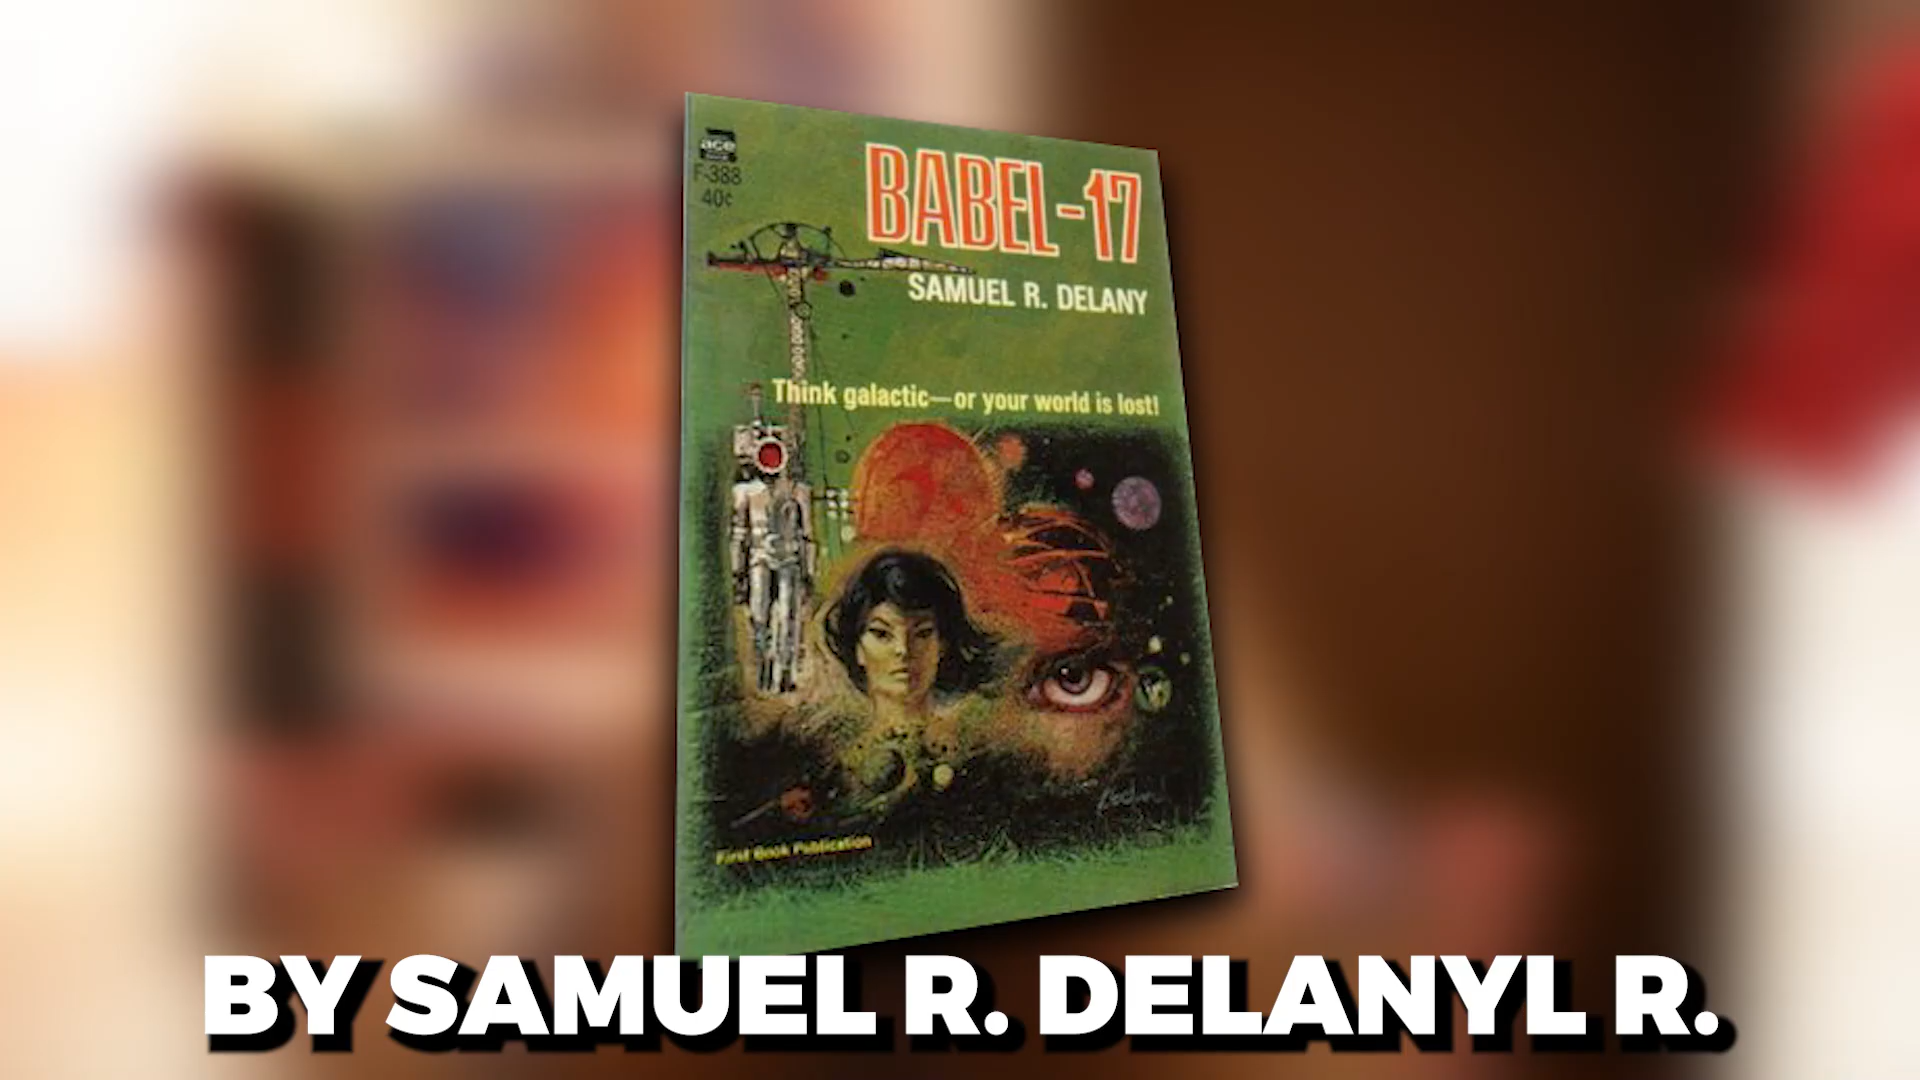 ace
F-388
40¢
BABEL-17
SAMUEL R. DELANY
Think galactic—or your world is lost!
First Book Publication
BY SAMUEL R. DELANYL R.